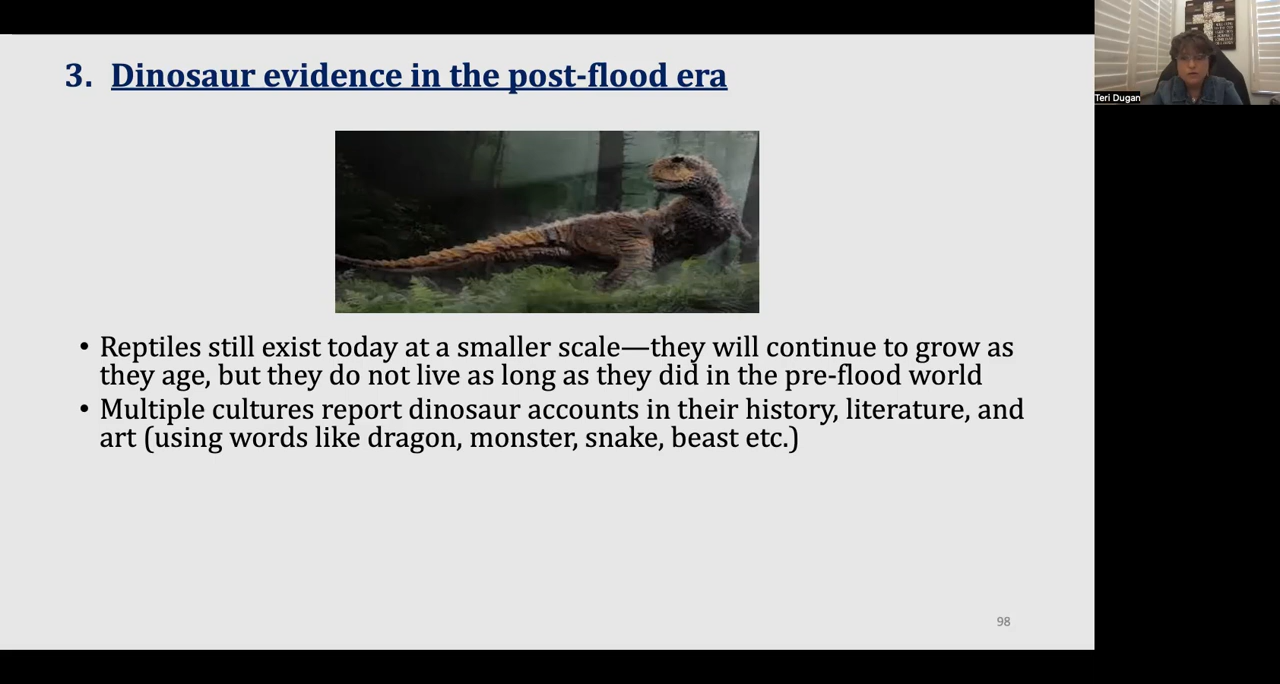 3. Dinosaur evidence in the post-flood era
Teri Dugan
• Reptiles still exist today at a smaller scale—they will continue to grow as
they age, but they do not live as long as they did in the pre-flood world
• Multiple cultures report dinosaur accounts in their history, literature, and
art (using words like dragon, monster, snake, beast etc.)
98